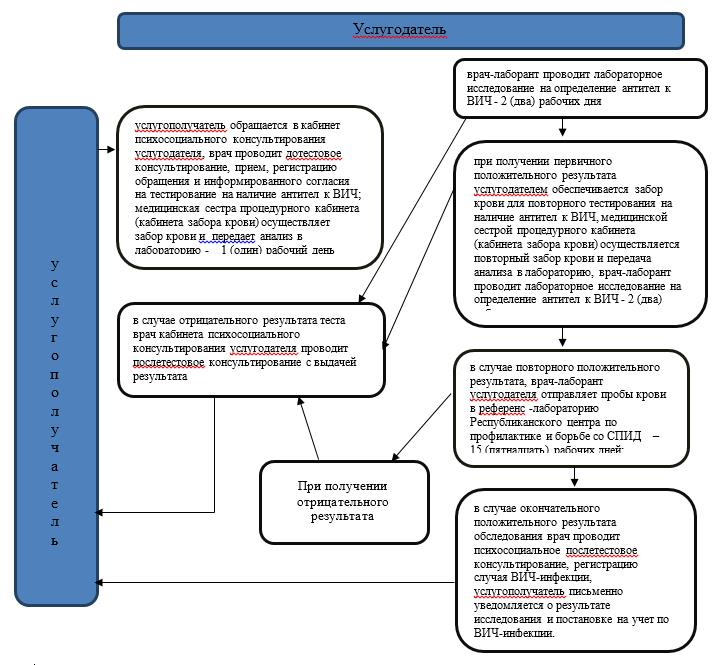 Услугодатель
услугополучатель
услугополучатель обращается в кабинет
психосоциального консультирования
услугодателя, врач проводит дотестовое
консультирование, прием, регистрацию
обращения и информированного согласия
на тестирование на наличие антител к ВИЧ;
медицинская сестра процедурного кабинета
(кабинета забора крови) осуществляет
забор крови и передает анализ в
лабораторию - 1 (один) рабочий день
врач-лаборант проводит лабораторное
исследование на определение антител к
ВИЧ - 2 (два) рабочих дня
при получении первичного
положительного результата
услугодателем обеспечивается забор
крови для повторного тестирования на
наличие антител к ВИЧ, медицинской
сестрой процедурного кабинета
(кабинета забора крови) осуществляется
повторный забор крови и передача
анализа в лабораторию, врач-лаборант
проводит лабораторное исследование на
определение антител к ВИЧ - 2 (два)
в случае отрицательного результата теста
врач кабинета психосоциального
консультирования услугодателя проводит
послетестовое консультирование с выдачей
результата
в случае повторного положительного
результата, врач-лаборант
услугодателя отправляет пробы крови
в референс -лабораторию
Республиканского центра по
профилактике и борьбе со СПИД –
15 (пятнадцать) рабочих дней;
При получении
отрицательного
результата
в случае окончательного
положительного результата
обследования врач проводит
психосоциальное послетестовое
консультирование, регистрацию
случая ВИЧ-инфекции,
услугополучатель письменно
уведомляется о результате
исследования и постановке на учет по
ВИЧ-инфекции.